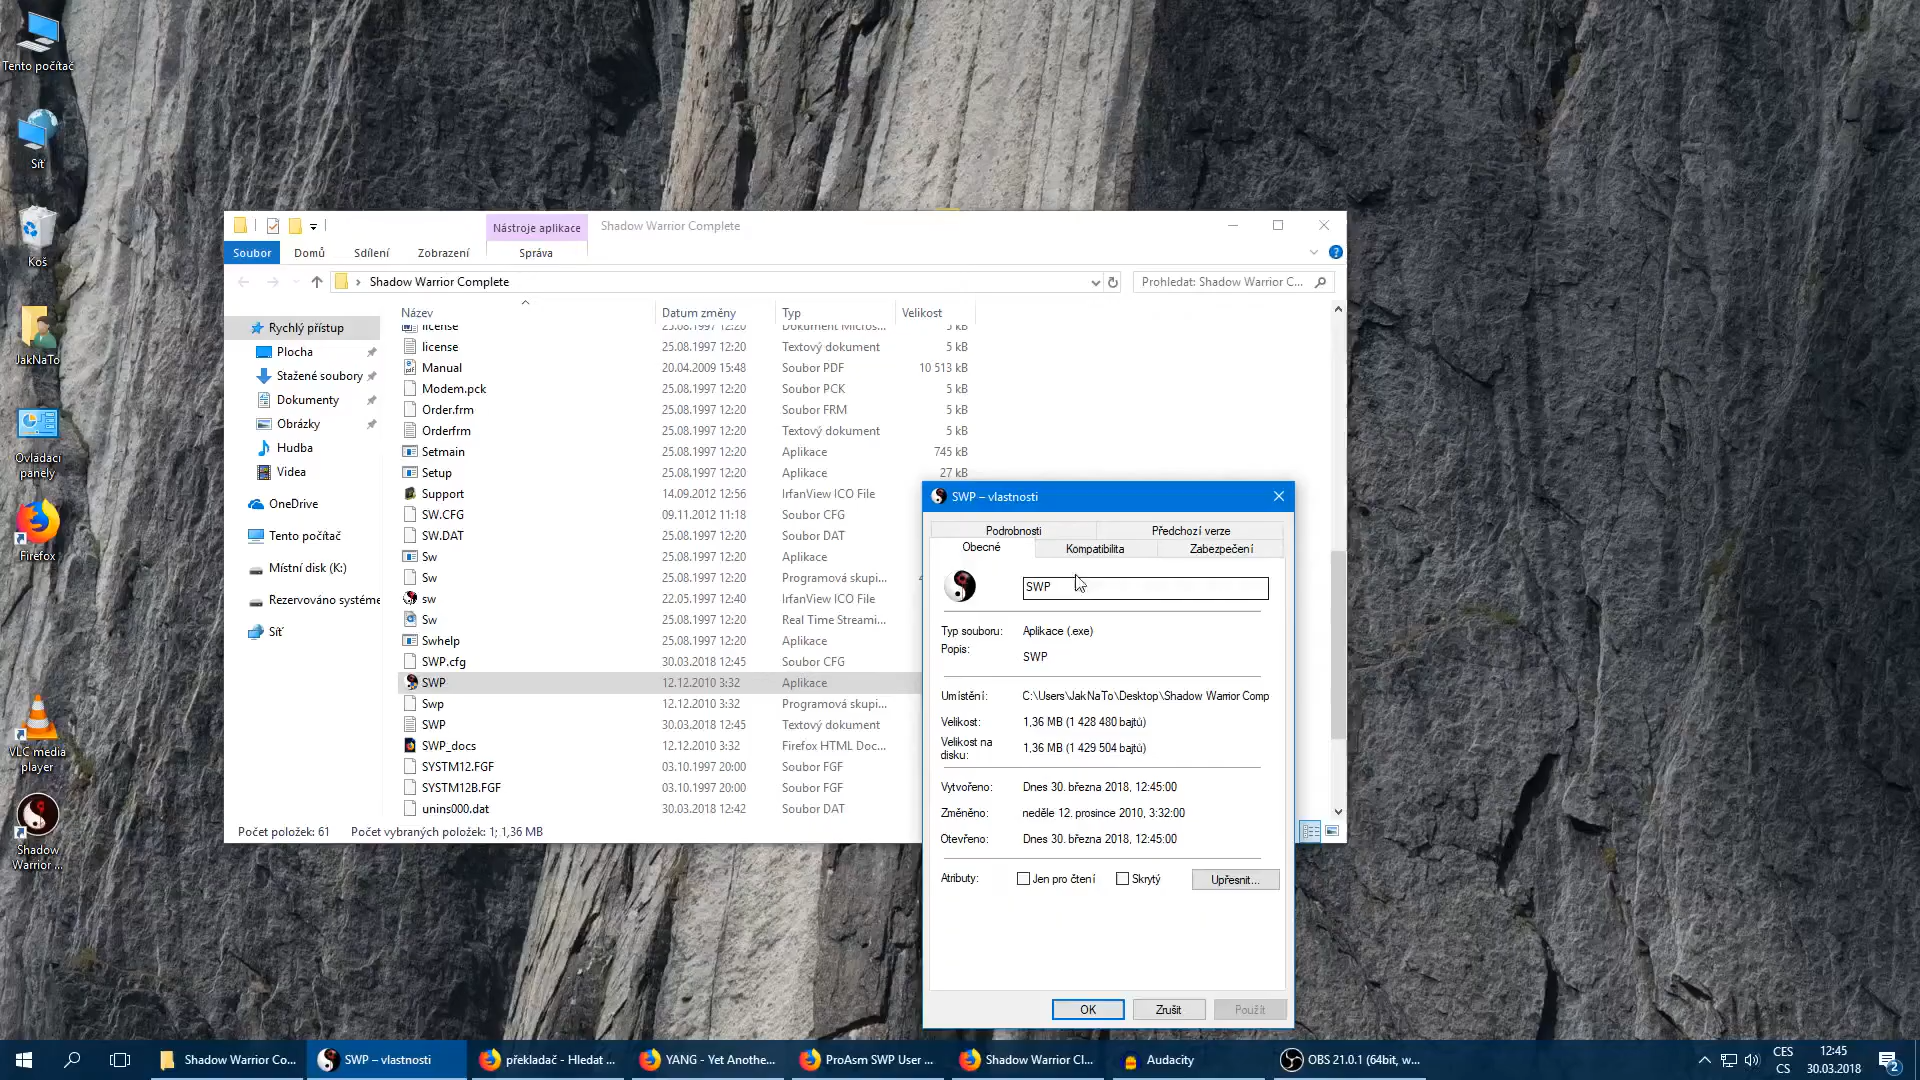 Tento počítač
Síť
Koš
JakNaTo
Ovládací
panely
Firefox
VLC media
player
Shadow
Warrior ...
Nástroje aplikace
Shadow Warrior Complete
Soubor
Domů
Sdílení
Zobrazení
Správa
Shadow Warrior Complete
Prohledat: Shadow Warrior C...
Rychlý přístup
Plocha
Stažené soubory
Dokumenty
Obrázky
Hudba
Videa
OneDrive
Tento počítač
Místní disk (K:)
Rezervováno systéme
Síť
Název Datum změny Typ Velikost
license 25.08.1997 12:20 Dokument Micros... 5 kB
license 25.08.1997 12:20 Textový dokument 5 kB
Manual 20.04.2009 15:48 Soubor PDF 10 513 kB
Modem.pck 25.08.1997 12:20 Soubor PCK 5 kB
Order.frm 25.08.1997 12:20 Soubor FRM 5 kB
Orderfrm 25.08.1997 12:20 Textový dokument 5 kB
Setmain 25.08.1997 12:20 Aplikace 745 kB
Setup 25.08.1997 12:20 Aplikace 27 kB
Support 14.09.2012 12:56 IrfanView ICO File
SW.CFG 09.11.2012 11:18 Soubor CFG
SW.DAT 25.08.1997 12:20 Soubor DAT
Sw 25.08.1997 12:20 Aplikace
Sw 25.08.1997 12:20 Programová skupi...
sw 22.05.1997 12:40 IrfanView ICO File
Sw 25.08.1997 12:20 Real Time Streami...
Swhelp 25.08.1997 12:20 Aplikace
SWP.cfg 30.03.2018 12:45 Soubor CFG
SWP 12.12.2010 3:32 Aplikace
Swp 12.12.2010 3:32 Programová skupi...
SWP 30.03.2018 12:45 Textový dokument
SWP_docs 12.12.2010 3:32 Firefox HTML Doc...
SYSTM12.FGF 03.10.1997 20:00 Soubor FGF
SYSTM12B.FGF 03.10.1997 20:00 Soubor FGF
unins000.dat 30.03.2018 12:42 Soubor DAT
Počet položek: 61 Počet vybraných položek: 1; 1,36 MB
SWP – vlastnosti
Podrobnosti Předchozí verze
Obecné Kompatibilita Zabezpečení
SWP
Typ souboru: Aplikace (.exe)
Popis: SWP
Umístění: C:\Users\JakNaTo\Desktop\Shadow Warrior Comp
Velikost: 1,36 MB (1 428 480 bajtů)
Velikost na
disku: 1,36 MB (1 429 504 bajtů)
Vytvořeno: Dnes 30. března 2018, 12:45:00
Změněno: neděle 12. prosince 2010, 3:32:00
Otevřeno: Dnes 30. března 2018, 12:45:00
Atributy: Jen pro čtení Skrytý Upřesnit...
OK Zrušit Použít
Shadow Warrior Co...
SWP – vlastnosti
překladač - Hledat ...
YANG - Yet Anothe...
ProAsm SWP User ...
Shadow Warrior Cl...
Audacity
OBS 21.0.1 (64bit, w...
CES
CS
12:45
30.03.2018
2